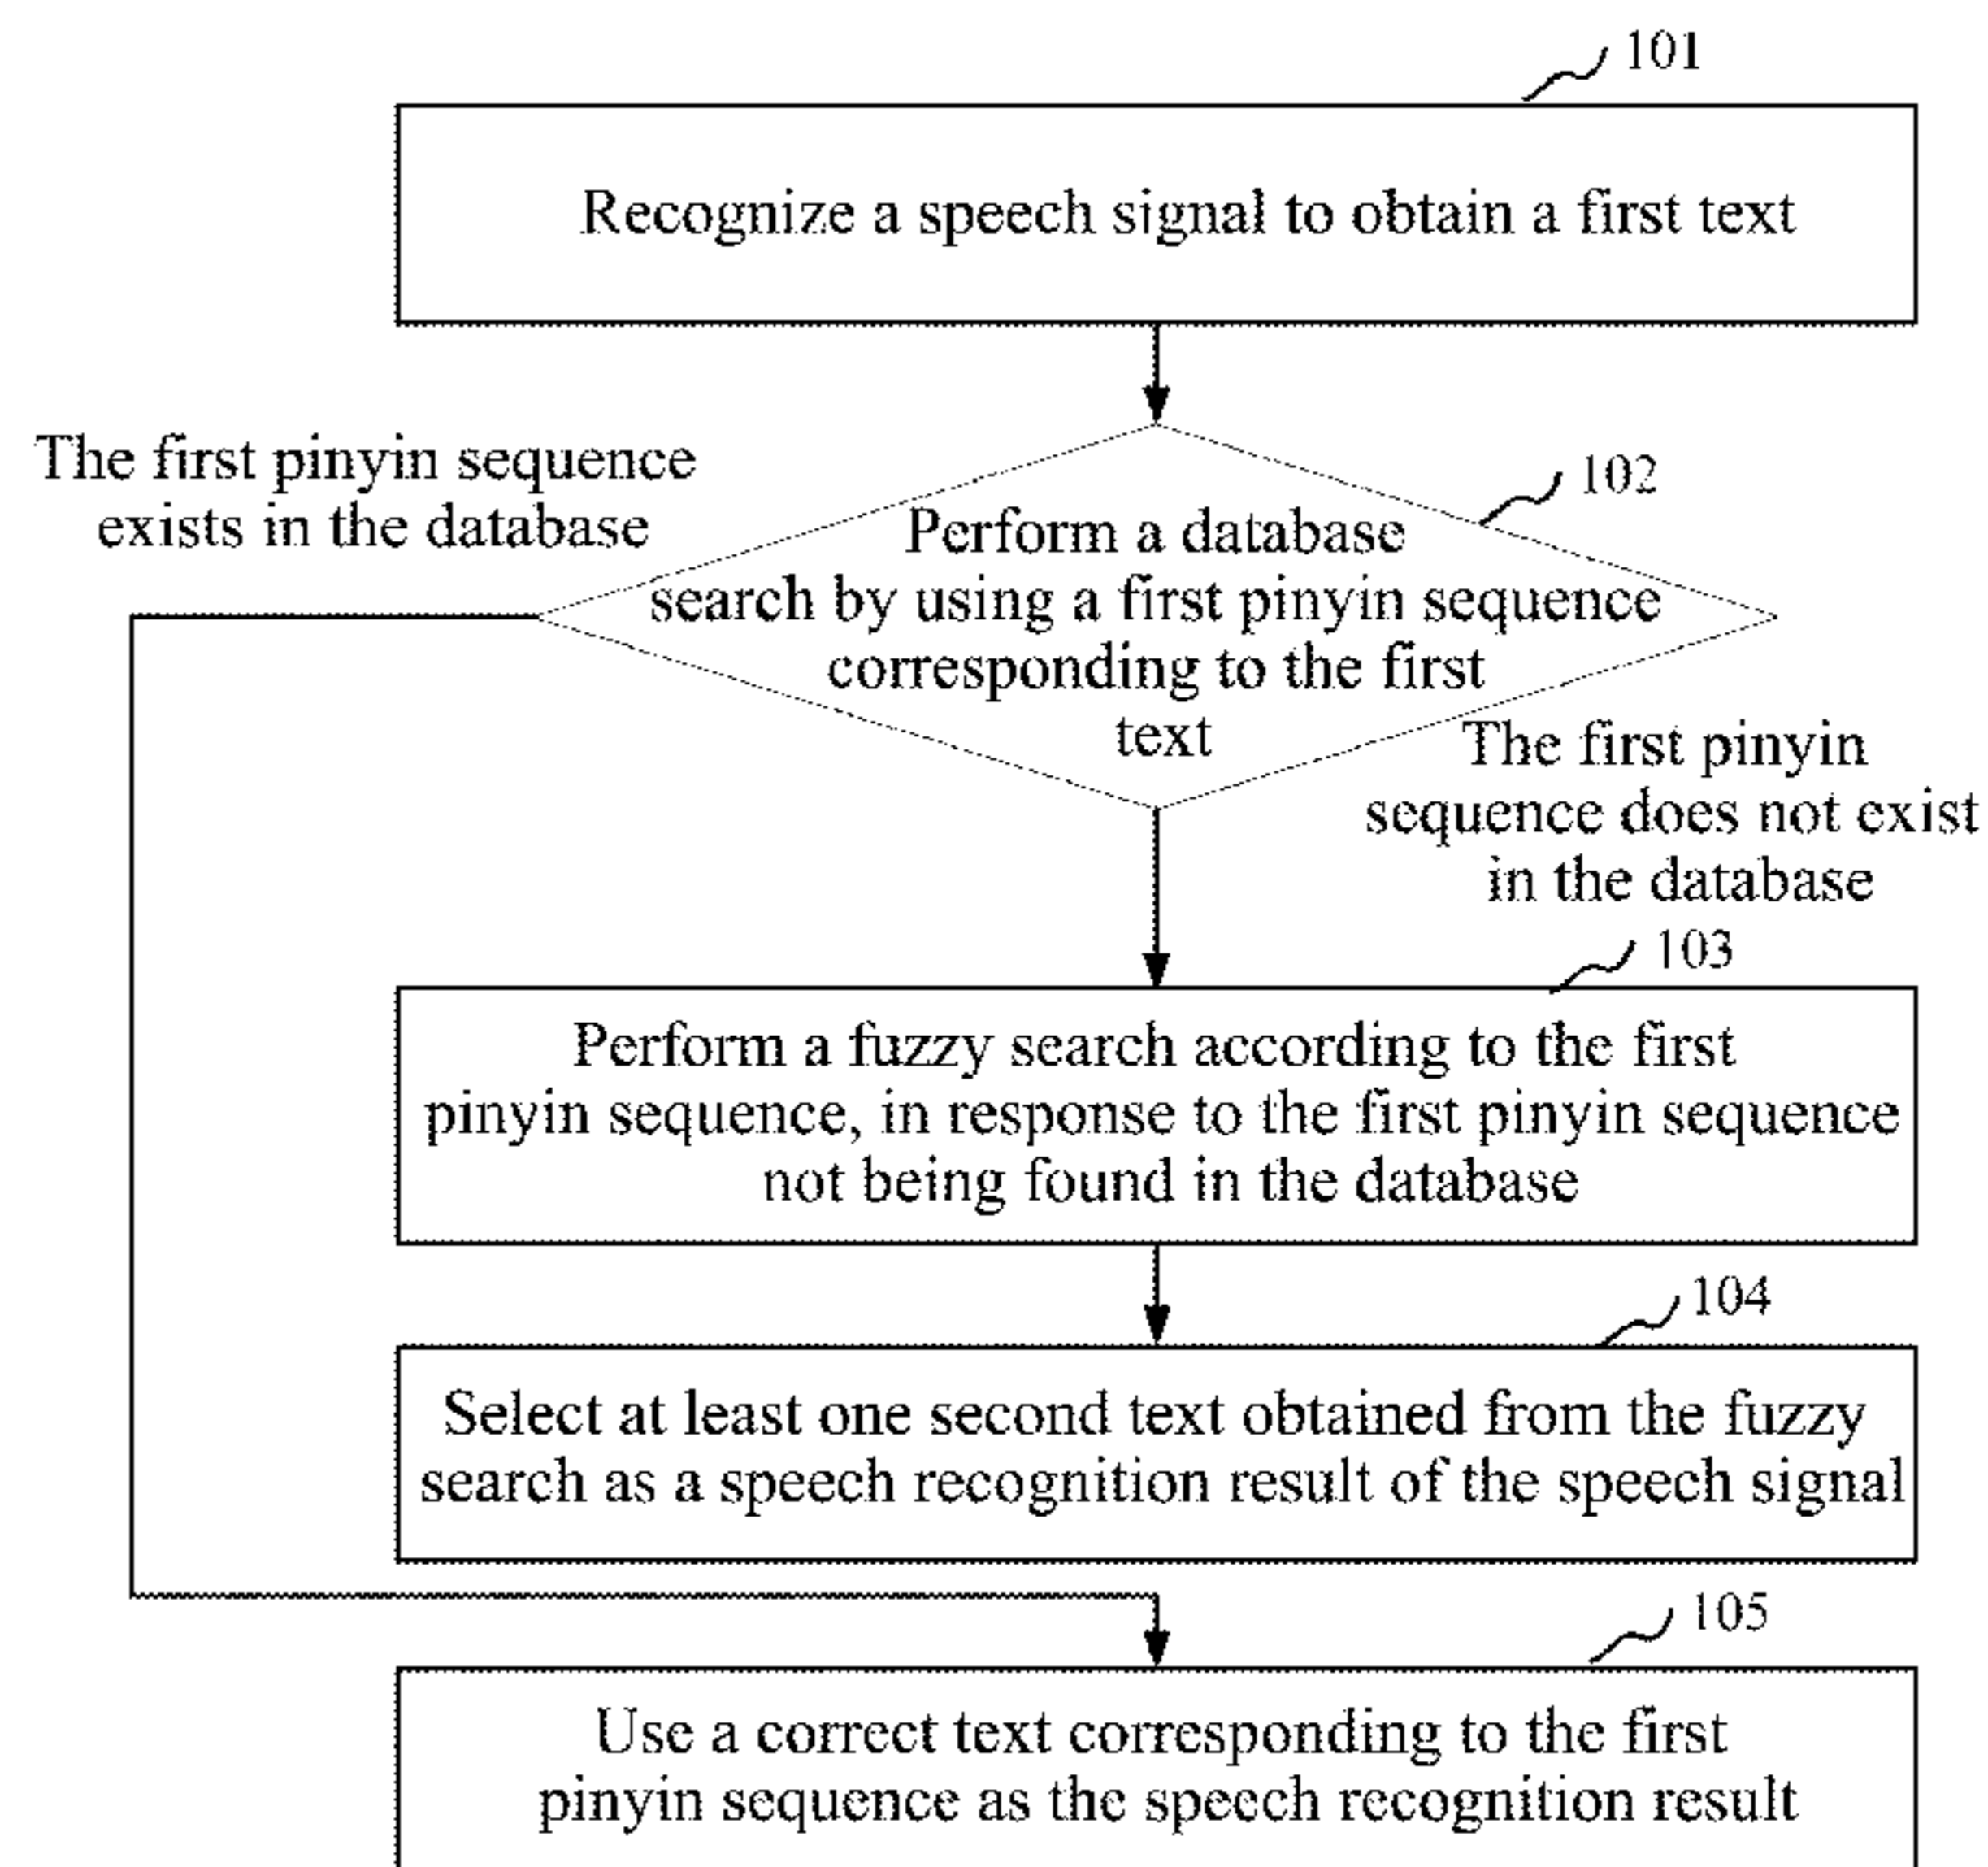 101
Recognize a speech signal to obtain a first text
The first pinyin sequence
exists in the database
102
Perform a database
search by using a first pinyin sequence
corresponding to the first
text
The first pinyin
sequence does not exist
in the database
103
Perform a fuzzy search according to the first
pinyin sequence, in response to the first pinyin sequence
not being found in the database
104
Select at least one second text obtained from the fuzzy
search as a speech recognition result of the speech signal
105
Use a correct text corresponding to the first
pinyin sequence as the speech recognition result